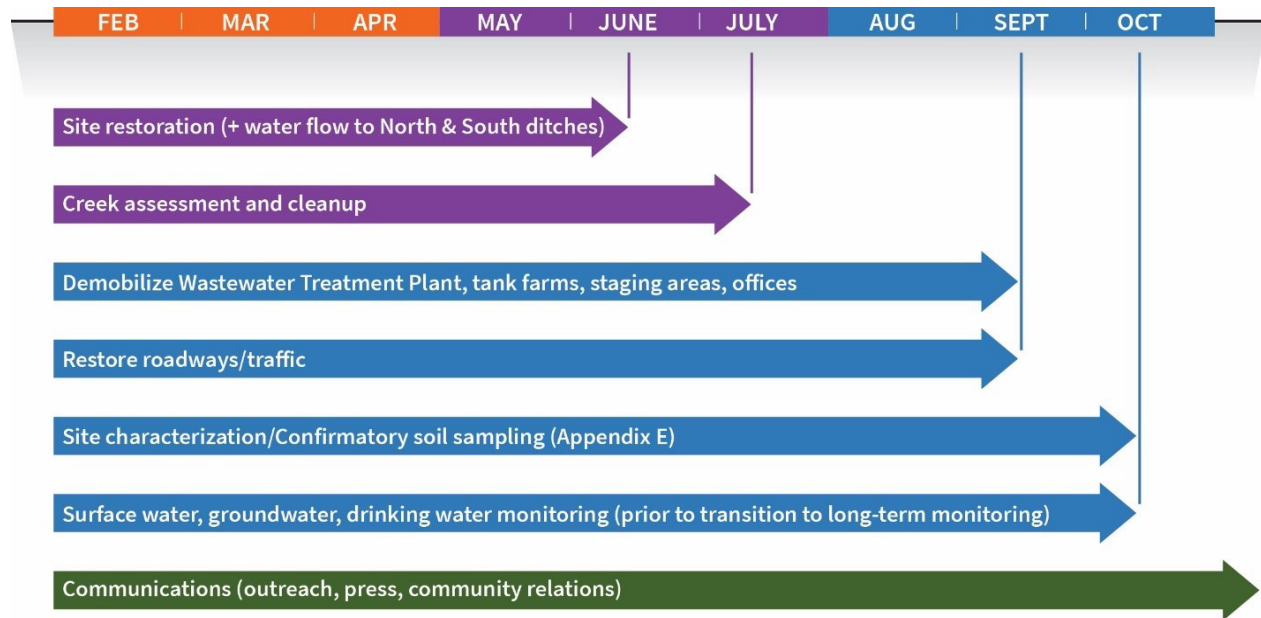 FEB MAR APR MAY JUNE JULY AUG SEPT OCT
Site restoration (+ water flow to North & South ditches)
Creek assessment and cleanup
Demobilize Wastewater Treatment Plant, tank farms, staging areas, offices
Restore roadways/traffic
Site characterization/Confirmatory soil sampling (Appendix E)
Surface water, groundwater, drinking water monitoring (prior to transition to long-term monitoring)
Communications (outreach, press, community relations)